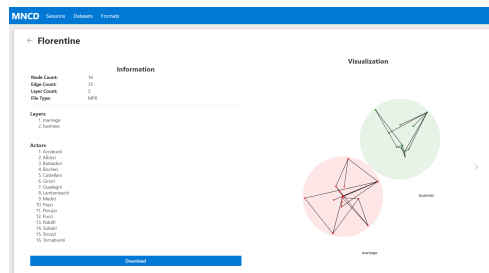 MNCD Sessions Datasets Formats
← Florentine
Information
Node Count: 16
Edge Count: 35
Layer Count: 2
File Type: MPX
Layers
1. marriage
2. business
Actors
1. Acciaiuoli
2. Albizzi
3. Barbadori
4. Bischeri
5. Castellani
6. Ginori
7. Guadagni
8. Lamberteschi
9. Medici
10. Pazzi
11. Peruzzi
12. Pucci
13. Ridolfi
14. Salviati
15. Strozzi
16. Tornabuoni
Download
Visualization
business
marriage